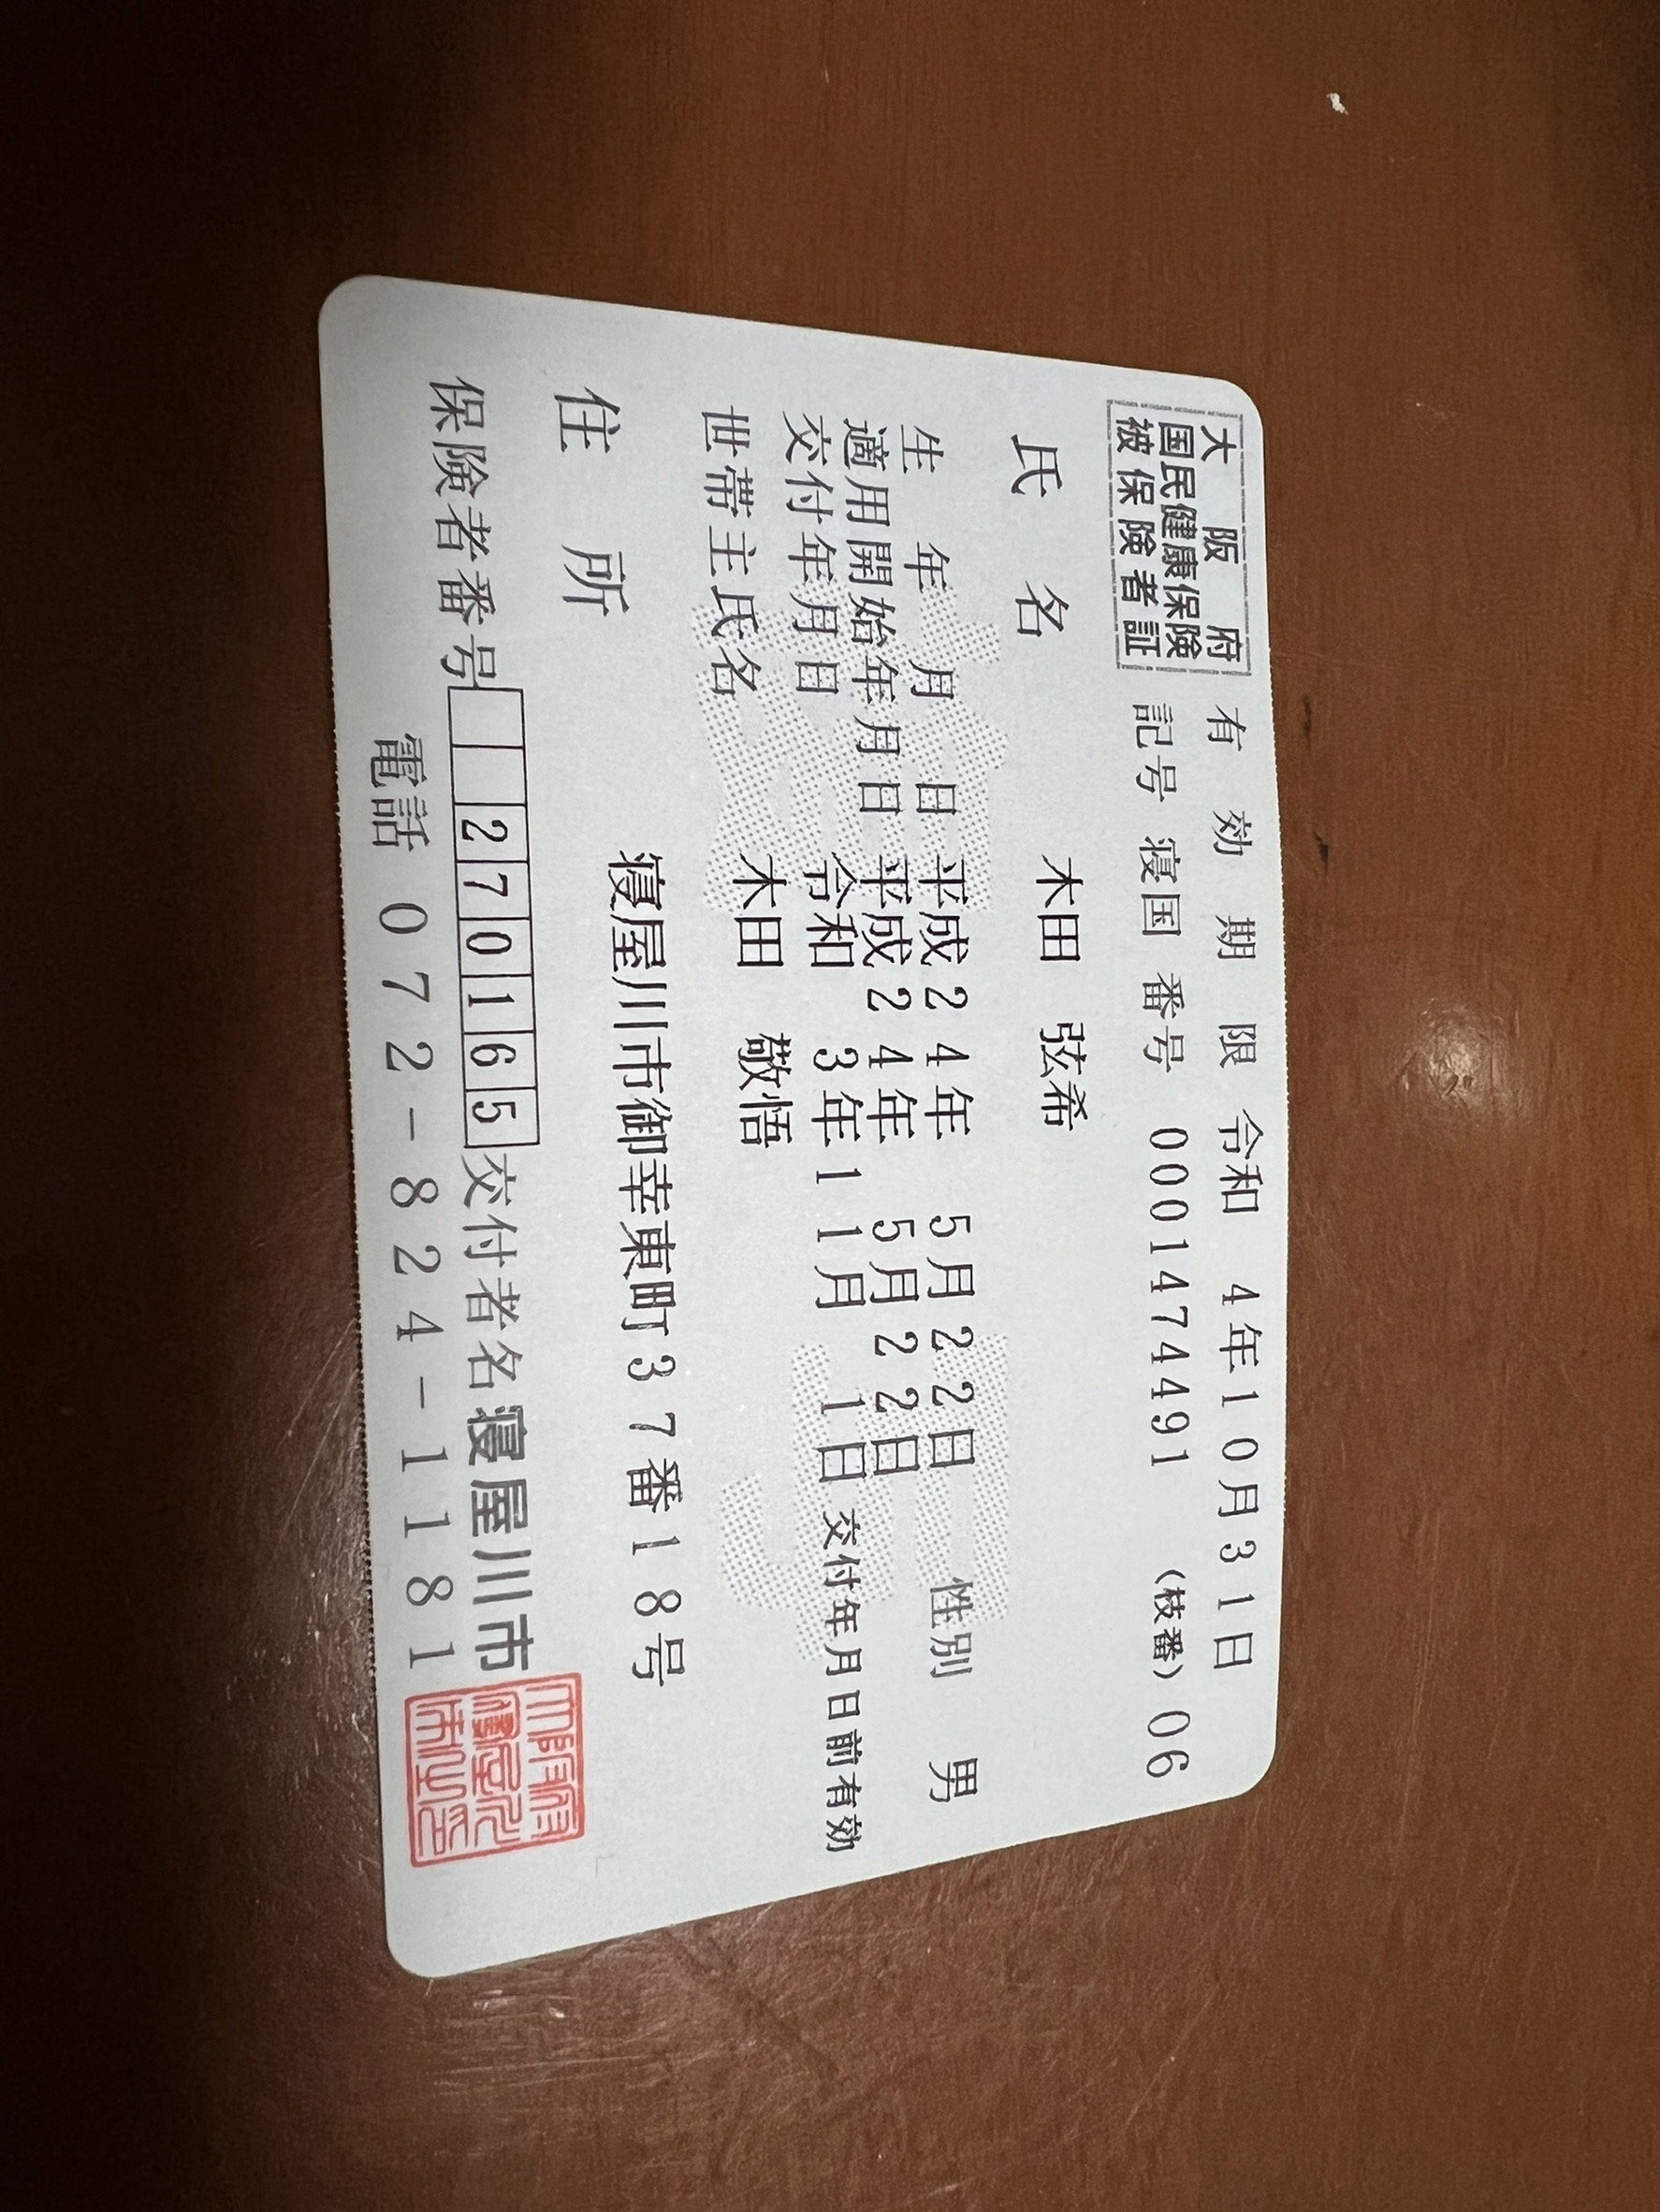 大阪府
国民健康保険
被保険者証
有効期限 令和 4年10月31日
記号 寝国 番号 0001474491 (枝番)06
氏名 木田 弦希
生年月日 平成24年 5月22日 性別 男
適用開始年月日 平成24年 5月22日
交付年月日 令和 3年11月 1日 交付年月日前有効
世帯主氏名 木田 敬悟
住所 寝屋川市御幸東町37番18号
保険者番号 270165 交付者名 寝屋川市
電話 072-824-1181